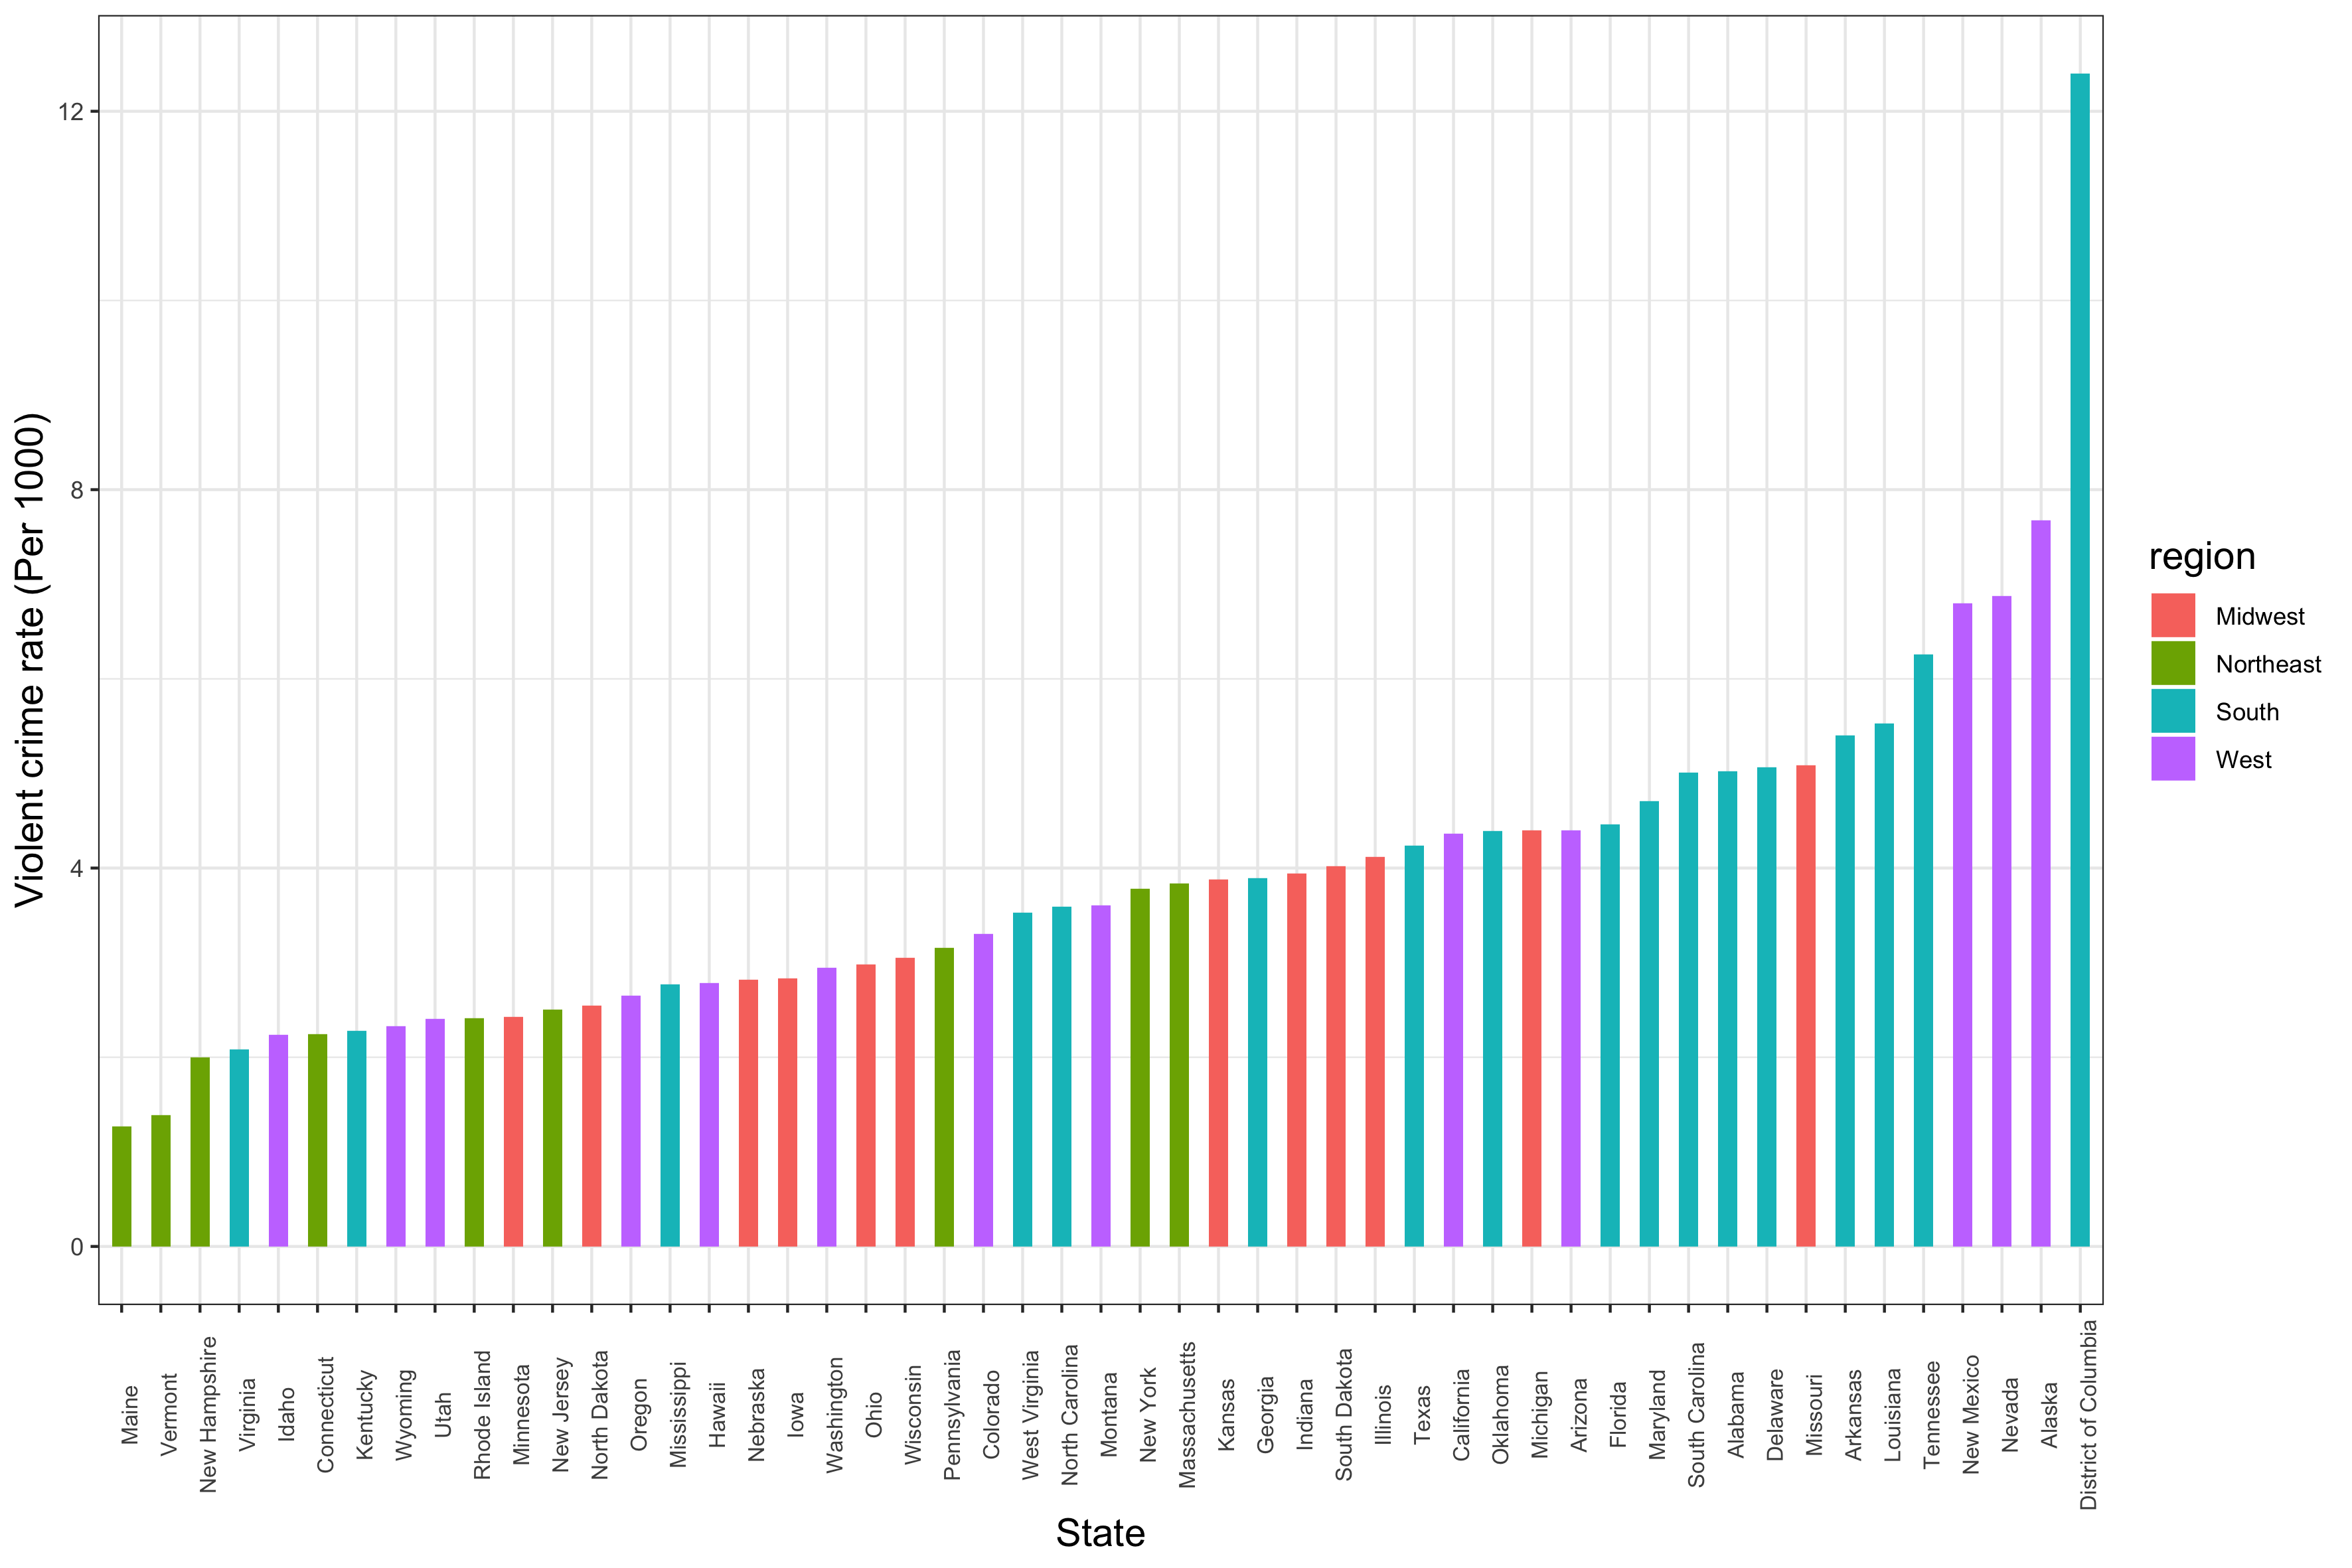 Violent crime rate (Per 1000)
12
8
4
0
Maine
Vermont
New Hampshire
Virginia
Idaho
Connecticut
Kentucky
Wyoming
Utah
Rhode Island
Minnesota
New Jersey
North Dakota
Oregon
Mississippi
Hawaii
Nebraska
Iowa
Washington
Ohio
Wisconsin
Pennsylvania
Colorado
West Virginia
North Carolina
Montana
New York
Massachusetts
Kansas
Georgia
Indiana
South Dakota
Illinois
Texas
California
Oklahoma
Michigan
Arizona
Florida
Maryland
South Carolina
Alabama
Delaware
Missouri
Arkansas
Louisiana
Tennessee
New Mexico
Nevada
Alaska
District of Columbia
State
region
Midwest
Northeast
South
West